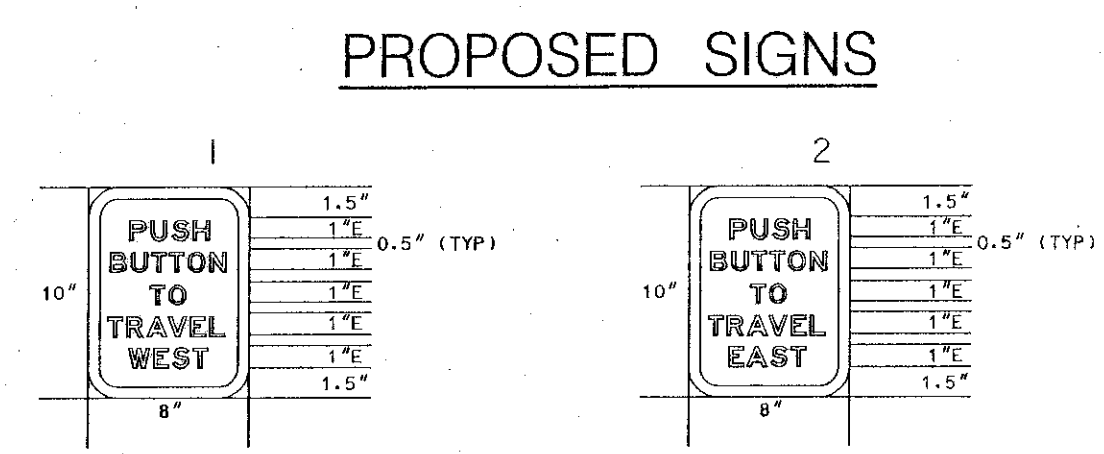 PROPOSED SIGNS
1
PUSH
BUTTON
TO
TRAVEL
WEST
10"
8"
1.5"
1"E
0.5" (TYP)
1"E
1"E
1"E
1"E
1.5"
2
PUSH
BUTTON
TO
TRAVEL
EAST
10"
8"
1.5"
1"E
0.5" (TYP)
1"E
1"E
1"E
1"E
1.5"